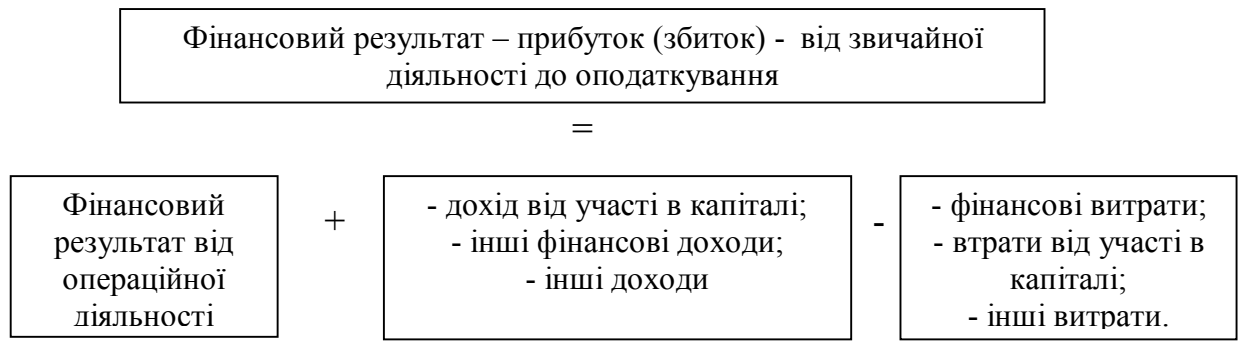 Фінансовий результат – прибуток (збиток) - від звичайної
діяльності до оподаткування
=
Фінансовий
результат від
операційної
діяльності
+
- дохід від участі в капіталі;
- інші фінансові доходи;
- інші доходи
-
- фінансові витрати;
- втрати від участі в
капіталі;
- інші витрати.